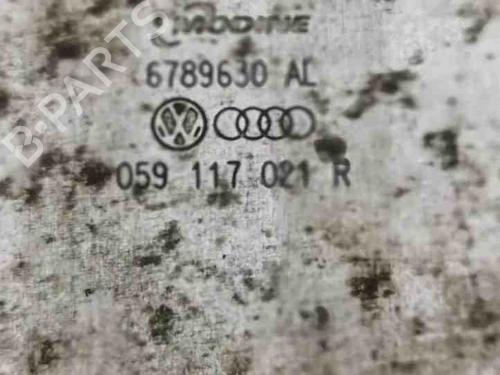 MODINE
6789630 AL
059 117 021 R
B-PARTS